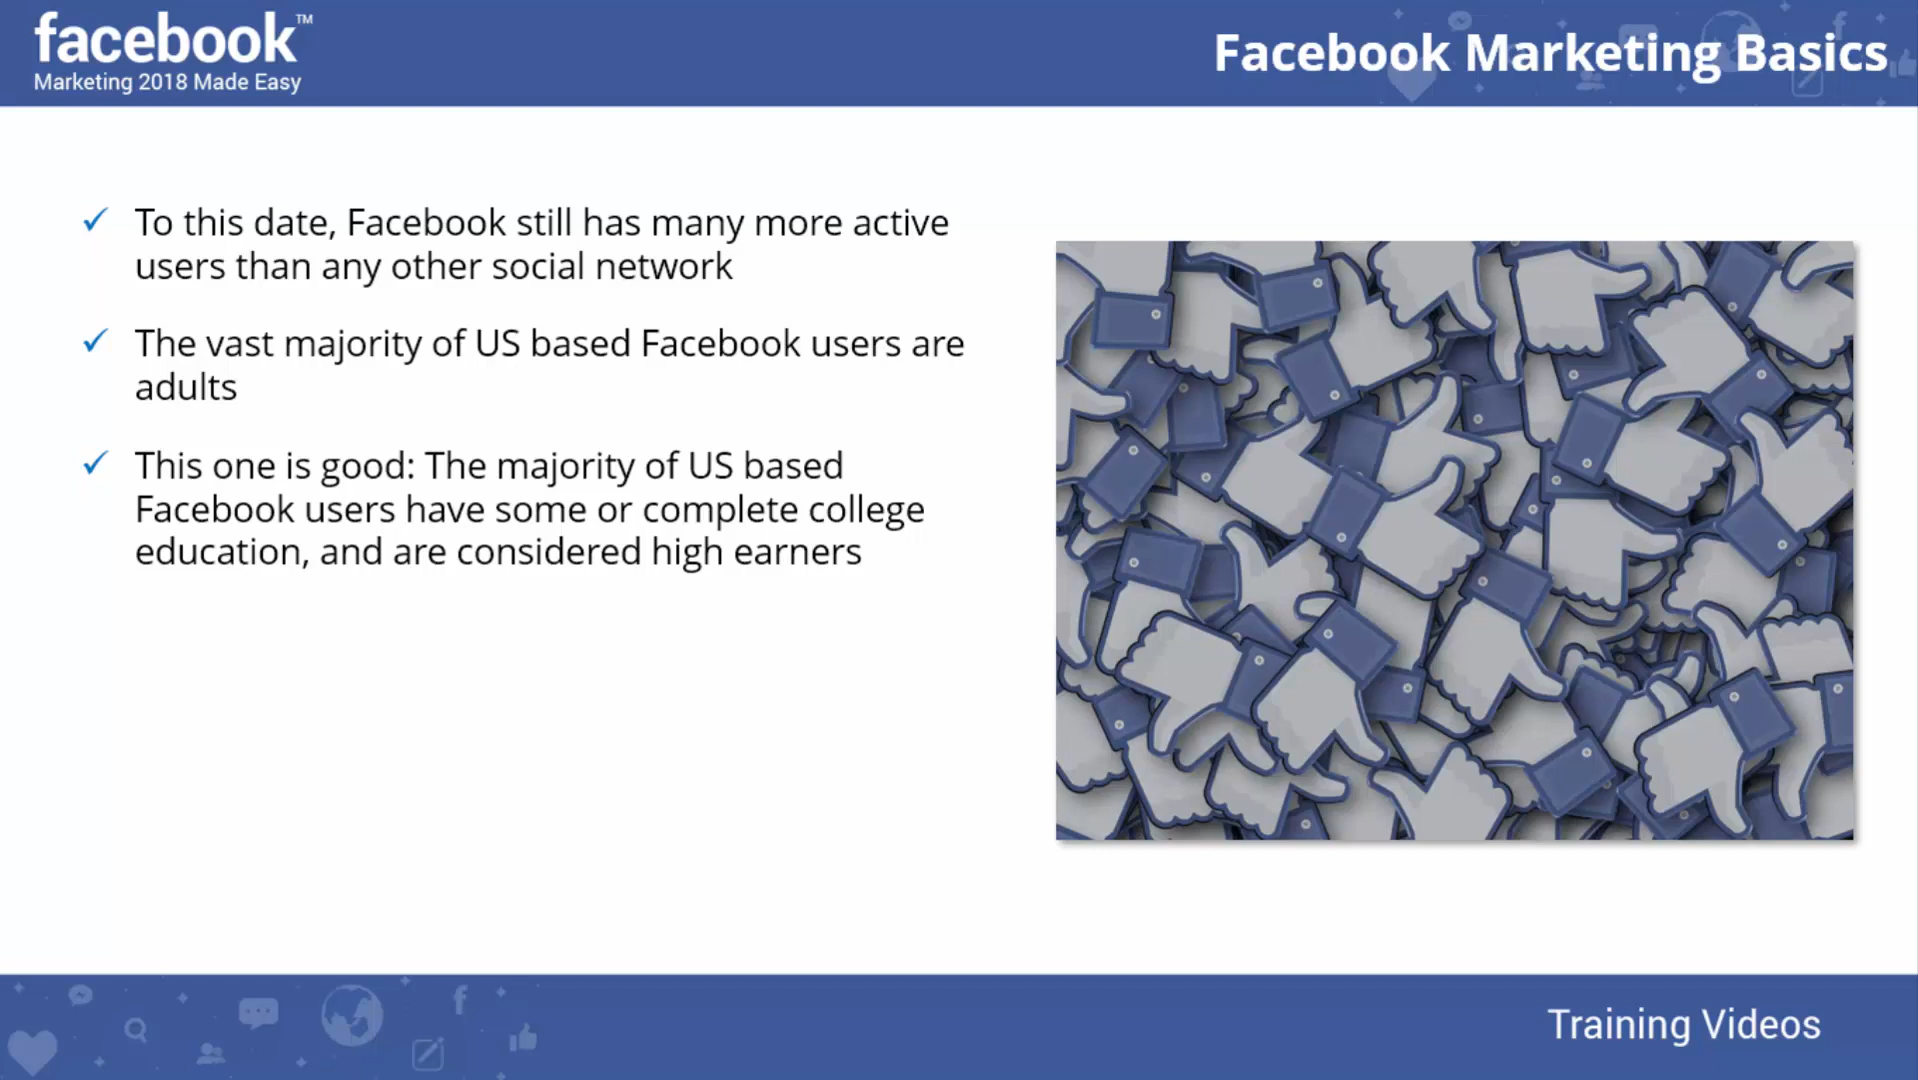 facebook™
Marketing 2018 Made Easy
Facebook Marketing Basics
✓ To this date, Facebook still has many more active
users than any other social network
✓ The vast majority of US based Facebook users are
adults
✓ This one is good: The majority of US based
Facebook users have some or complete college
education, and are considered high earners
Training Videos